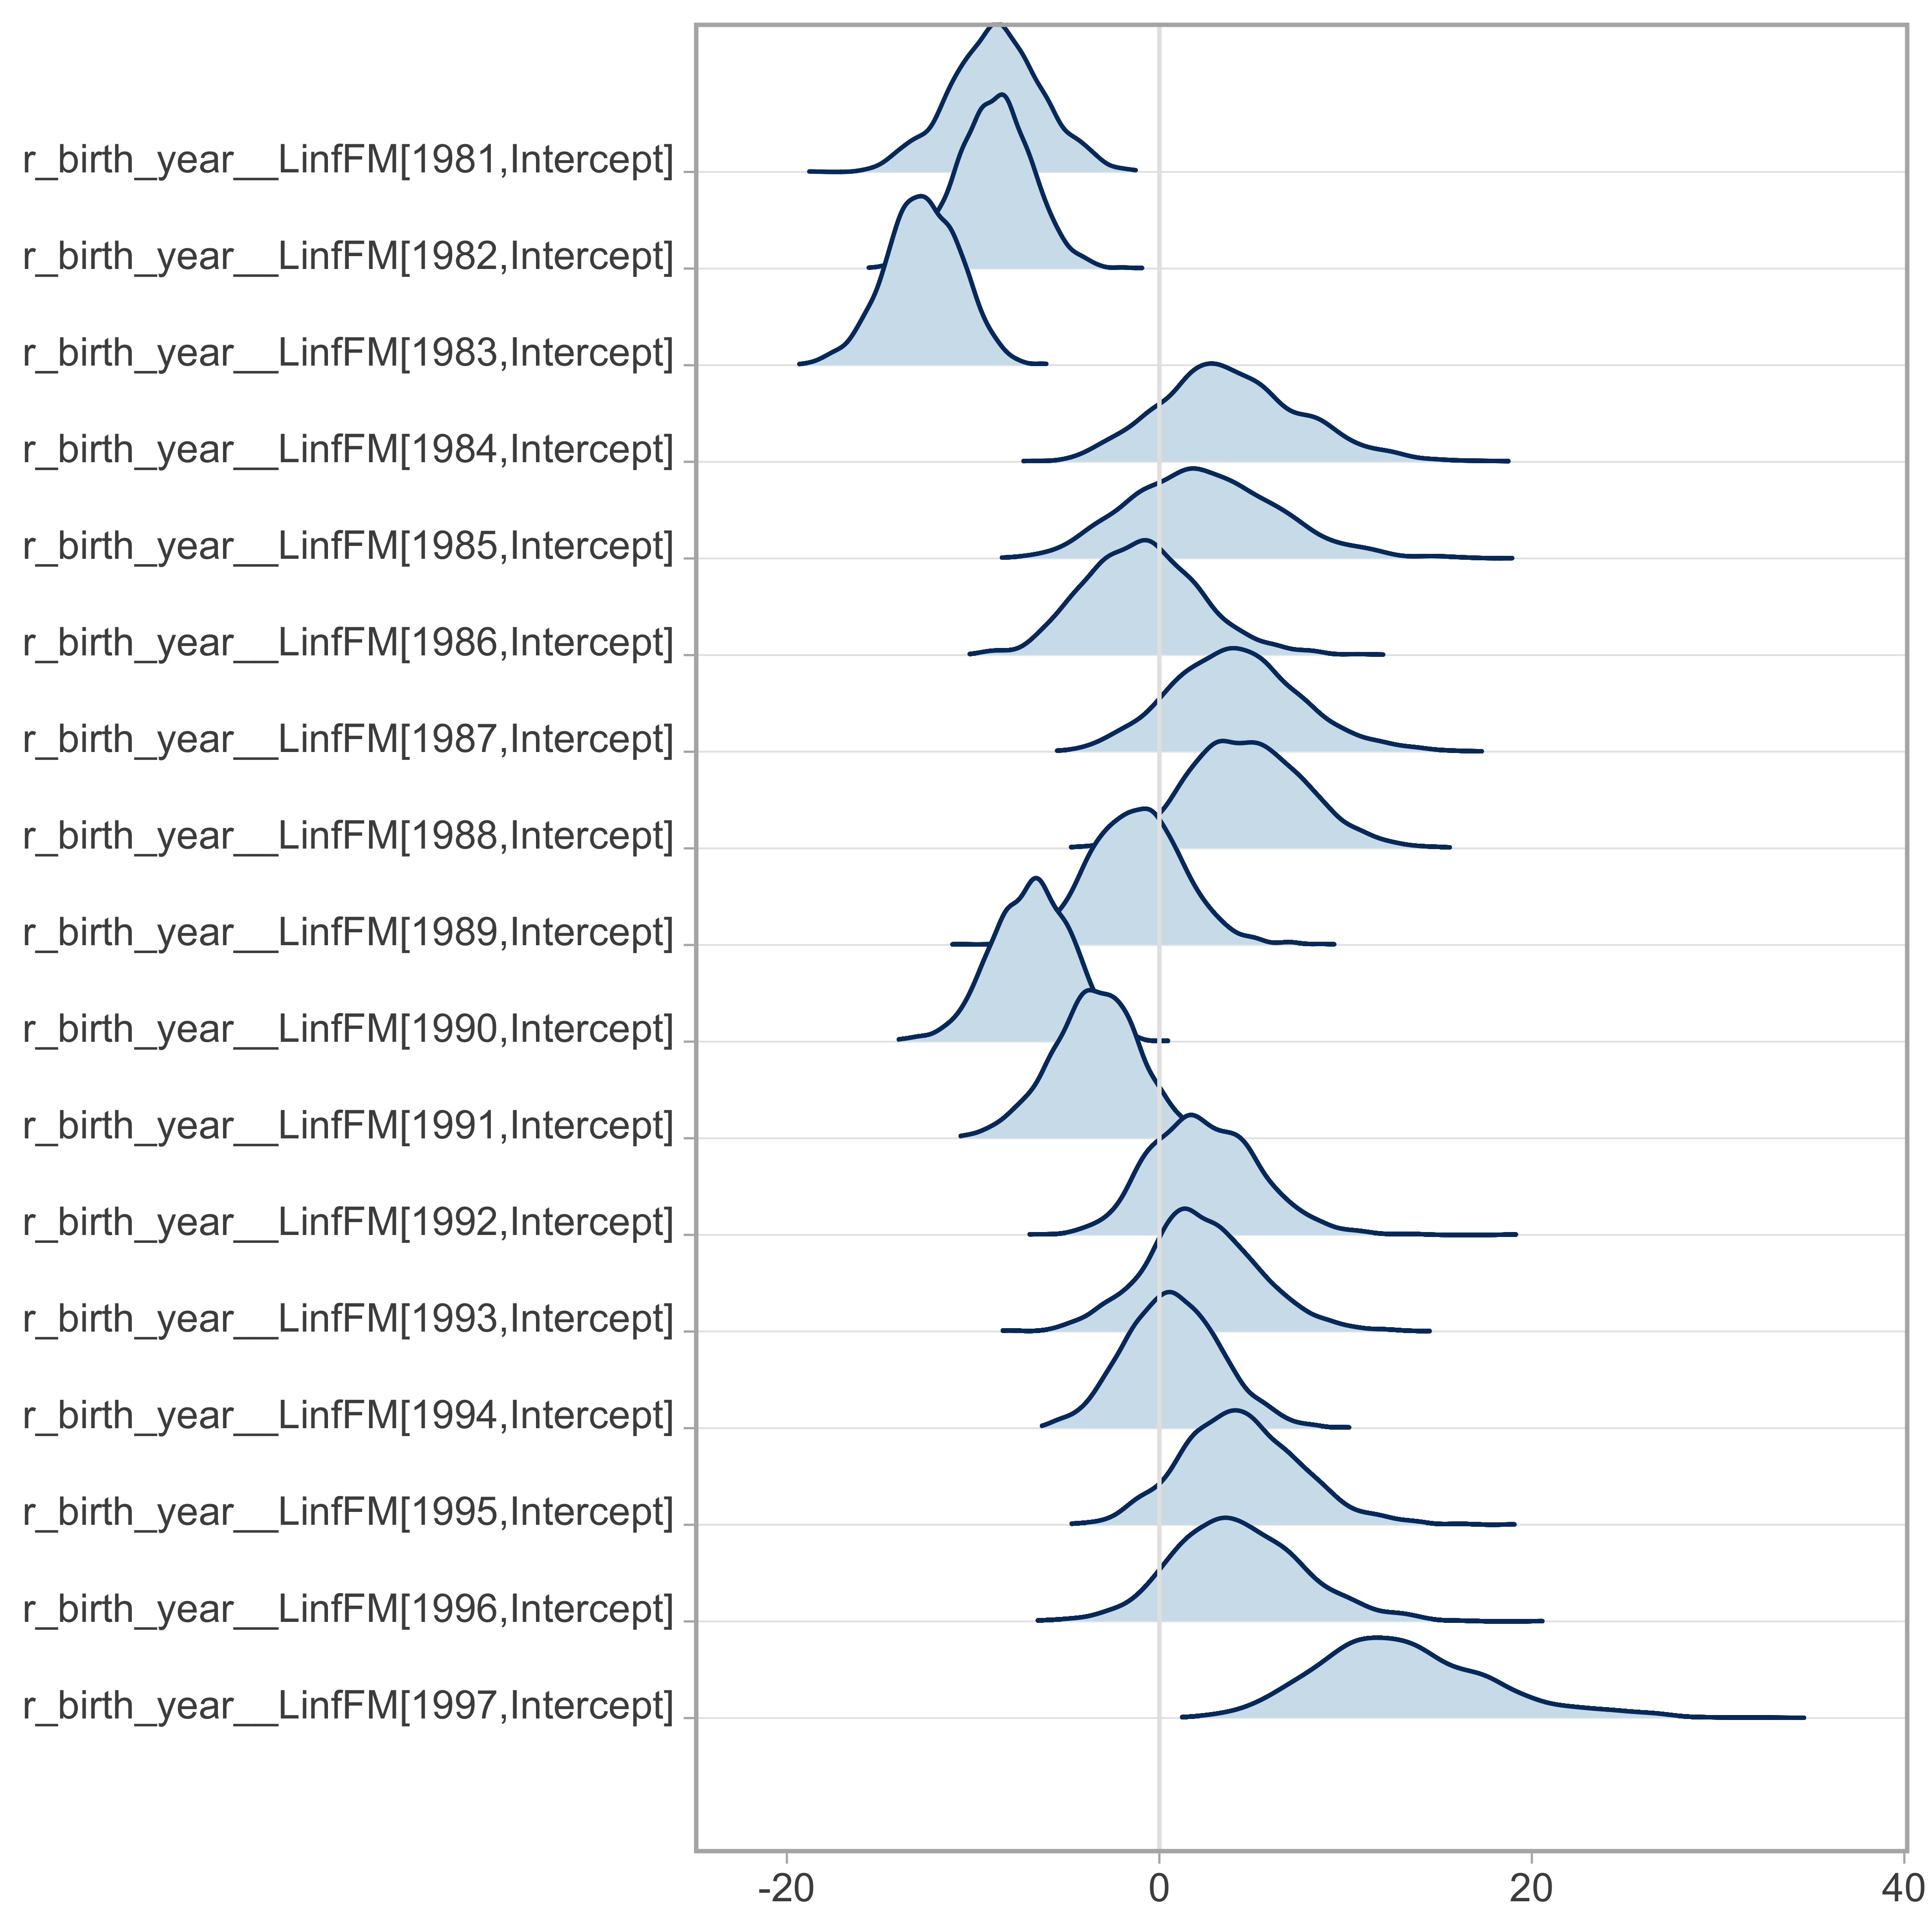 r_birth_year__LinfFM[1981,Intercept]
r_birth_year__LinfFM[1982,Intercept]
r_birth_year__LinfFM[1983,Intercept]
r_birth_year__LinfFM[1984,Intercept]
r_birth_year__LinfFM[1985,Intercept]
r_birth_year__LinfFM[1986,Intercept]
r_birth_year__LinfFM[1987,Intercept]
r_birth_year__LinfFM[1988,Intercept]
r_birth_year__LinfFM[1989,Intercept]
r_birth_year__LinfFM[1990,Intercept]
r_birth_year__LinfFM[1991,Intercept]
r_birth_year__LinfFM[1992,Intercept]
r_birth_year__LinfFM[1993,Intercept]
r_birth_year__LinfFM[1994,Intercept]
r_birth_year__LinfFM[1995,Intercept]
r_birth_year__LinfFM[1996,Intercept]
r_birth_year__LinfFM[1997,Intercept]
-20 0 20 40